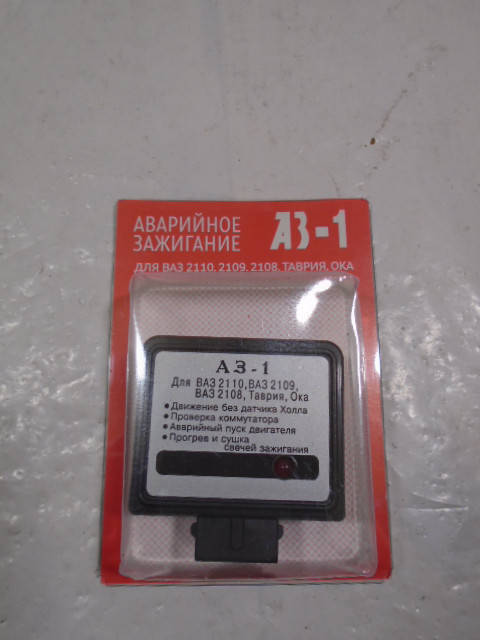 АВАРИЙНОЕ
ЗАЖИГАНИЕ
АЗ-1
ДЛЯ ВАЗ 2110, 2109, 2108, ТАВРИЯ, ОКА
АЗ-1
Для ВАЗ 2110, ВАЗ 2109,
ВАЗ 2108, Таврия, Ока
• Движение без датчика Холла
• Проверка коммутатора
• Аварийный пуск двигателя
• Прогрев и сушка
свечей зажигания